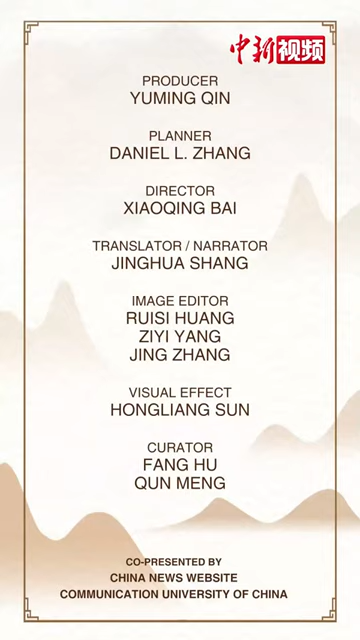 中新视频
PRODUCER
YUMING QIN
PLANNER
DANIEL L. ZHANG
DIRECTOR
XIAOQING BAI
TRANSLATOR / NARRATOR
JINGHUA SHANG
IMAGE EDITOR
RUISI HUANG
ZIYI YANG
JING ZHANG
VISUAL EFFECT
HONGLIANG SUN
CURATOR
FANG HU
QUN MENG
CO-PRESENTED BY
CHINA NEWS WEBSITE
COMMUNICATION UNIVERSITY OF CHINA